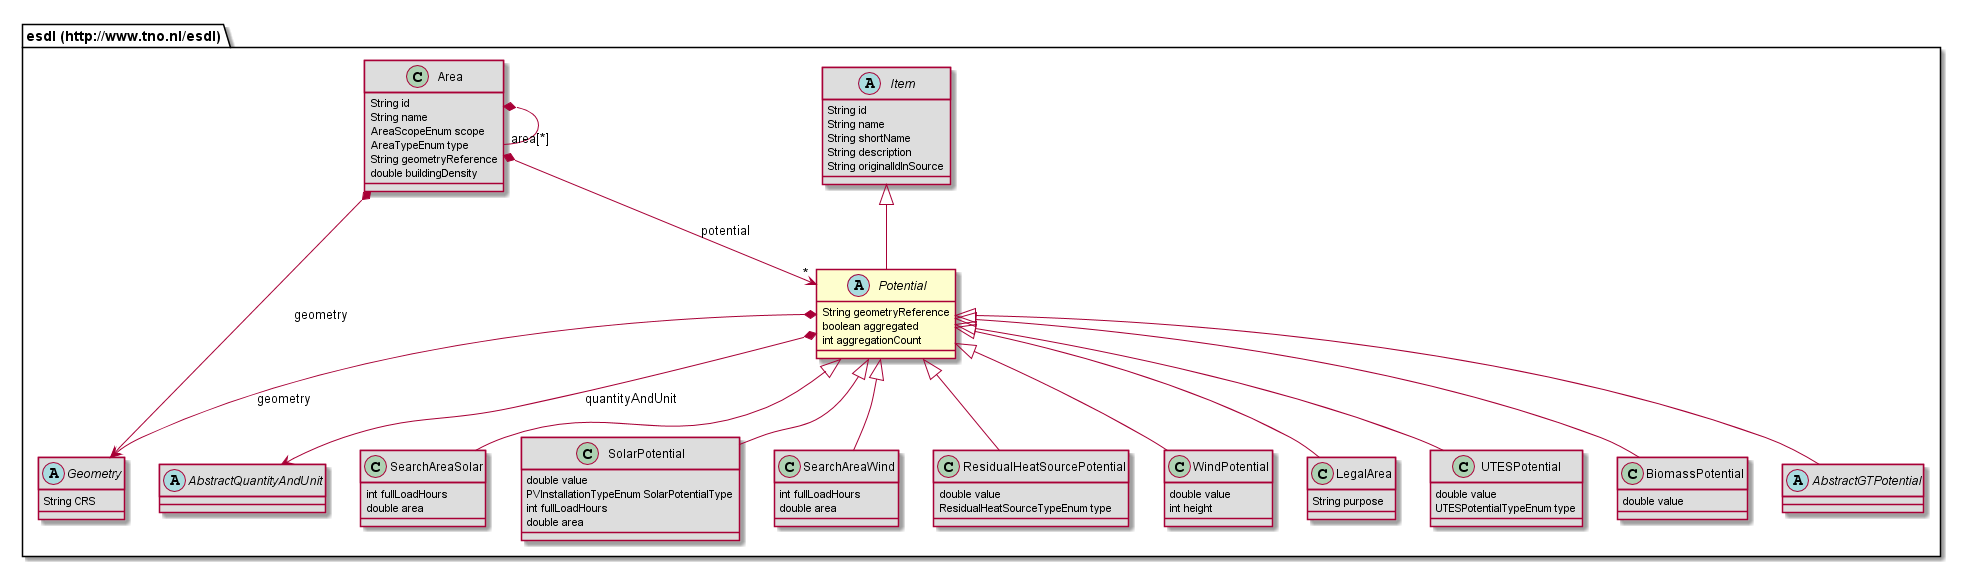 esdl (http://www.tno.nl/esdl)
C Area
String id
String name
AreaScopeEnum scope
AreaTypeEnum type
String geometryReference
double buildingDensity
area[*]
A Item
String id
String name
String shortName
String description
String originalIdInSource
potential
*
geometry
A Potential
String geometryReference
boolean aggregated
int aggregationCount
geometry
quantityAndUnit
A Geometry
String CRS
A AbstractQuantityAndUnit
C SearchAreaSolar
int fullLoadHours
double area
C SolarPotential
double value
PVInstallationTypeEnum SolarPotentialType
int fullLoadHours
double area
C SearchAreaWind
int fullLoadHours
double area
C ResidualHeatSourcePotential
double value
ResidualHeatSourceTypeEnum type
C WindPotential
double value
int height
C LegalArea
String purpose
C UTESPotential
double value
UTESPotentialTypeEnum type
C BiomassPotential
double value
A AbstractGTPotential